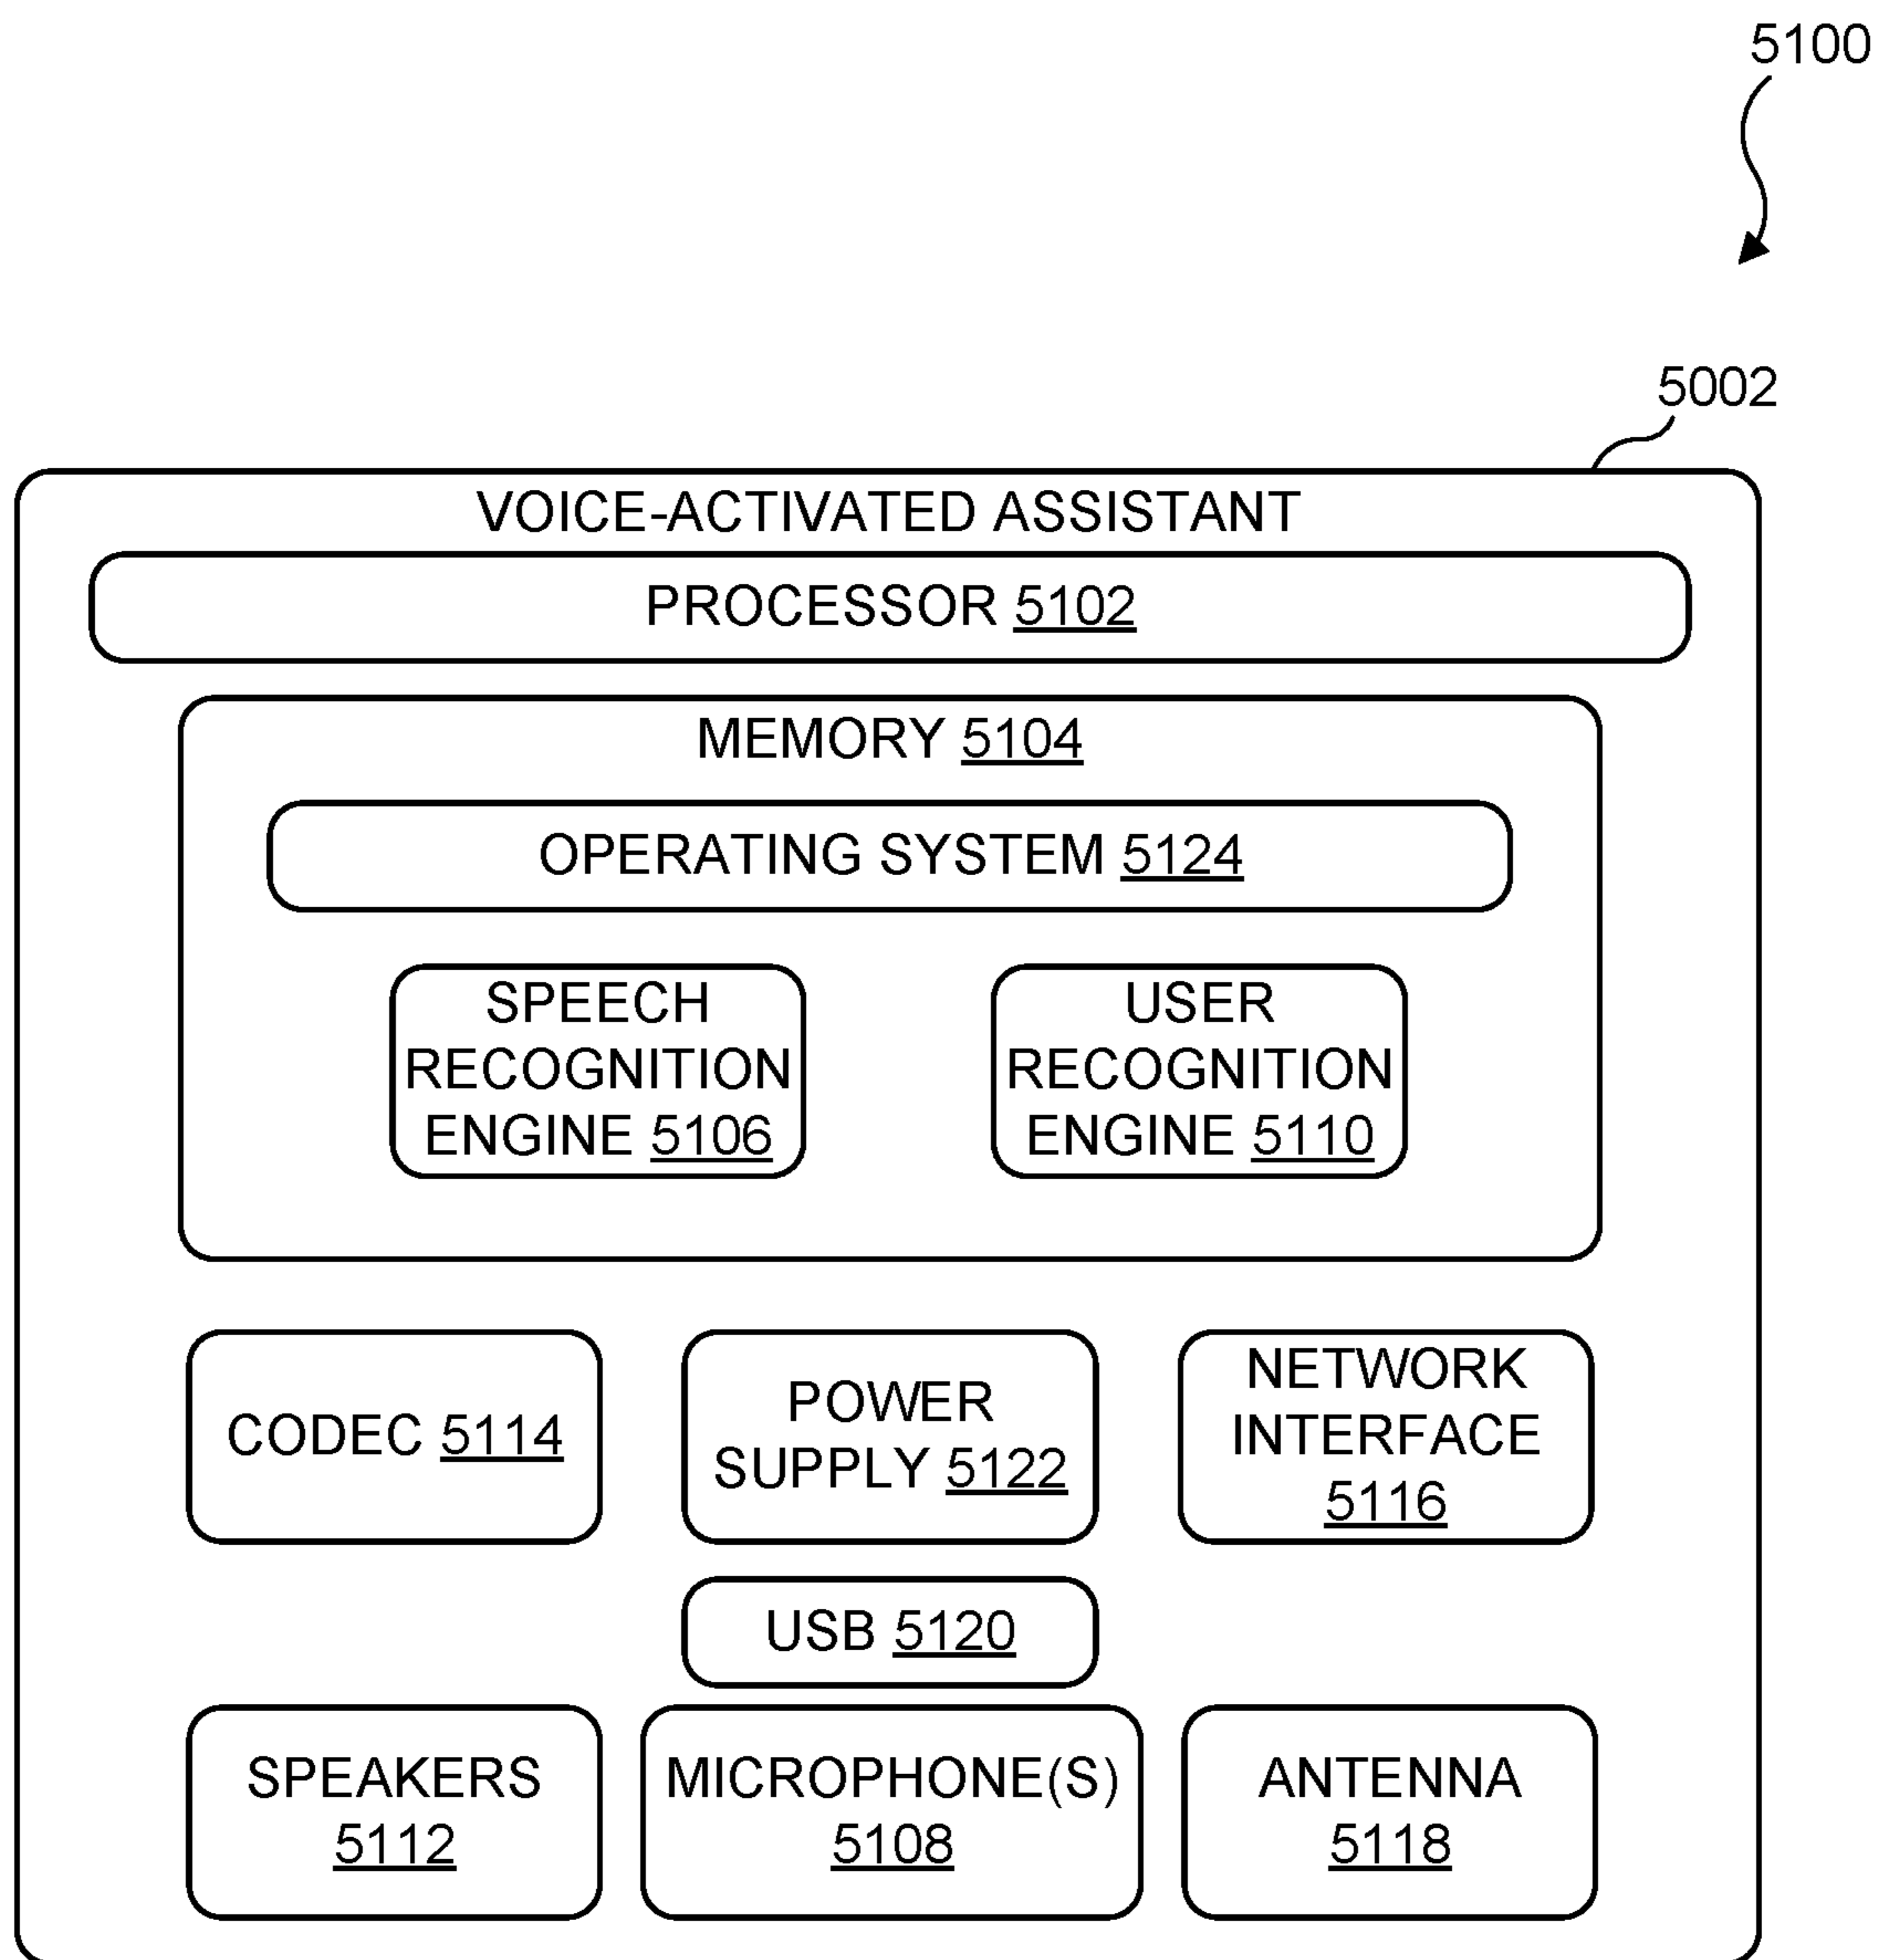 5100
5002
VOICE-ACTIVATED ASSISTANT
PROCESSOR 5102
MEMORY 5104
OPERATING SYSTEM 5124
SPEECH
RECOGNITION
ENGINE 5106
USER
RECOGNITION
ENGINE 5110
CODEC 5114
POWER
SUPPLY 5122
NETWORK
INTERFACE
5116
USB 5120
SPEAKERS
5112
MICROPHONE(S)
5108
ANTENNA
5118